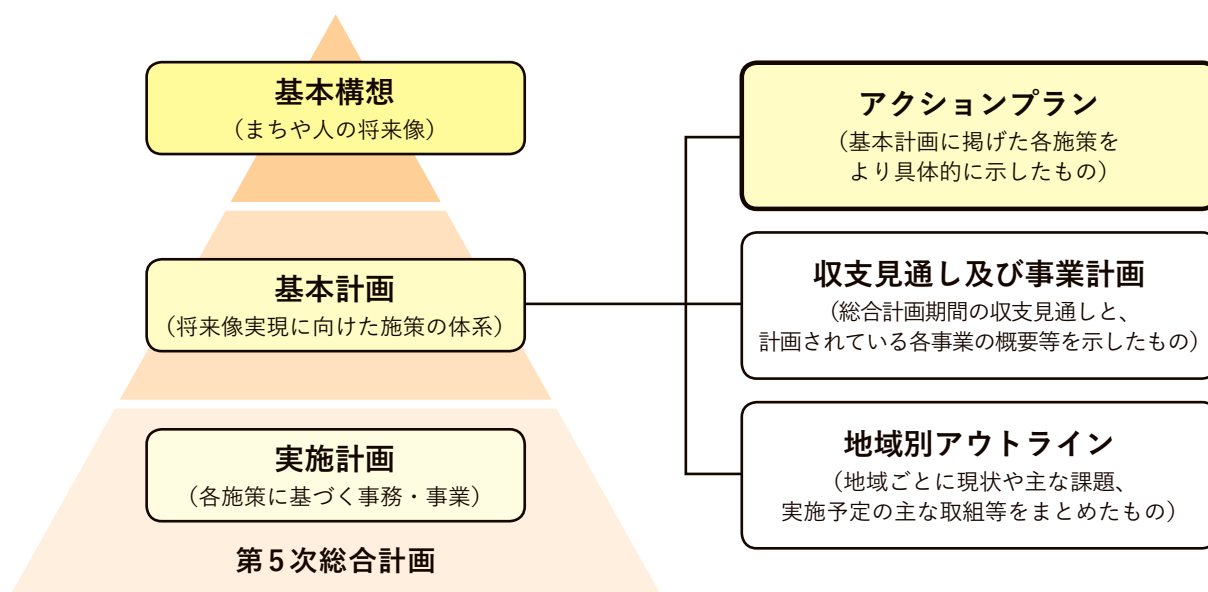 基本構想
（まちや人の将来像）
基本計画
（将来像実現に向けた施策の体系）
実施計画
（各施策に基づく事務・事業）
第5次総合計画
アクションプラン
（基本計画に掲げた各施策を
より具体的に示したもの）
収支見通し及び事業計画
（総合計画期間の収支見通しと、
計画されている各事業の概要等を示したもの）
地域別アウトライン
（地域ごとに現状や主な課題、
実施予定の主な取組等をまとめたもの）